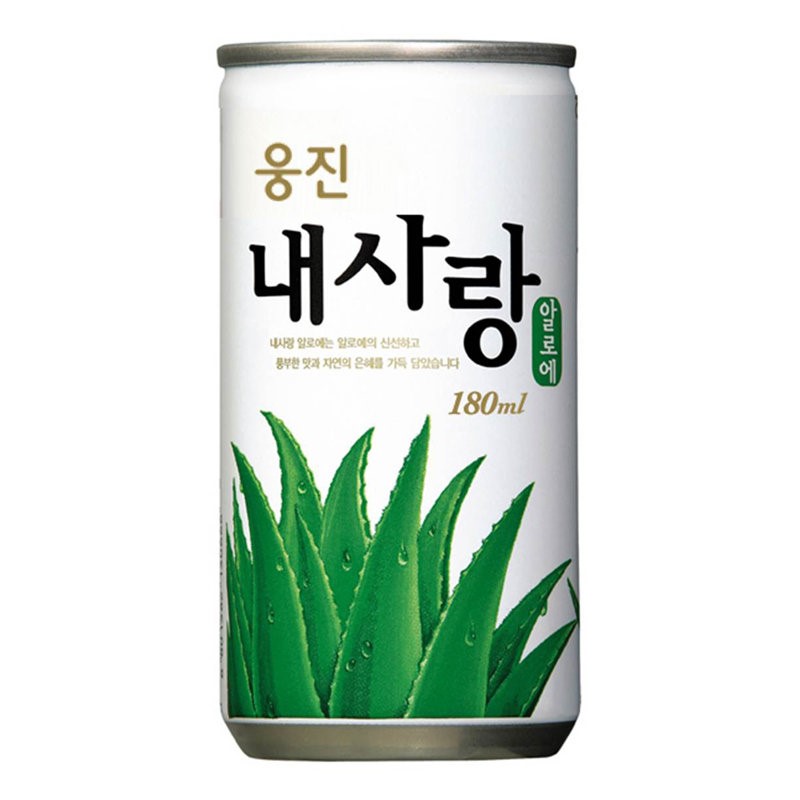 웅진
내사랑
알로에
내사랑 알로에는 알로에의 신선하고
풍부한 맛과 자연의 은혜를 가득 담았습니다
180ml